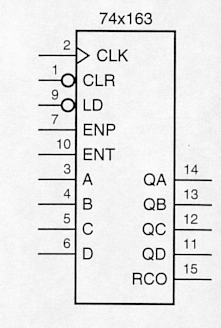 74x163
2 CLK
1 CLR
9 LD
7 ENP
10 ENT
3 A QA 14
4 B QB 13
5 C QC 12
6 D QD 11
RCO 15